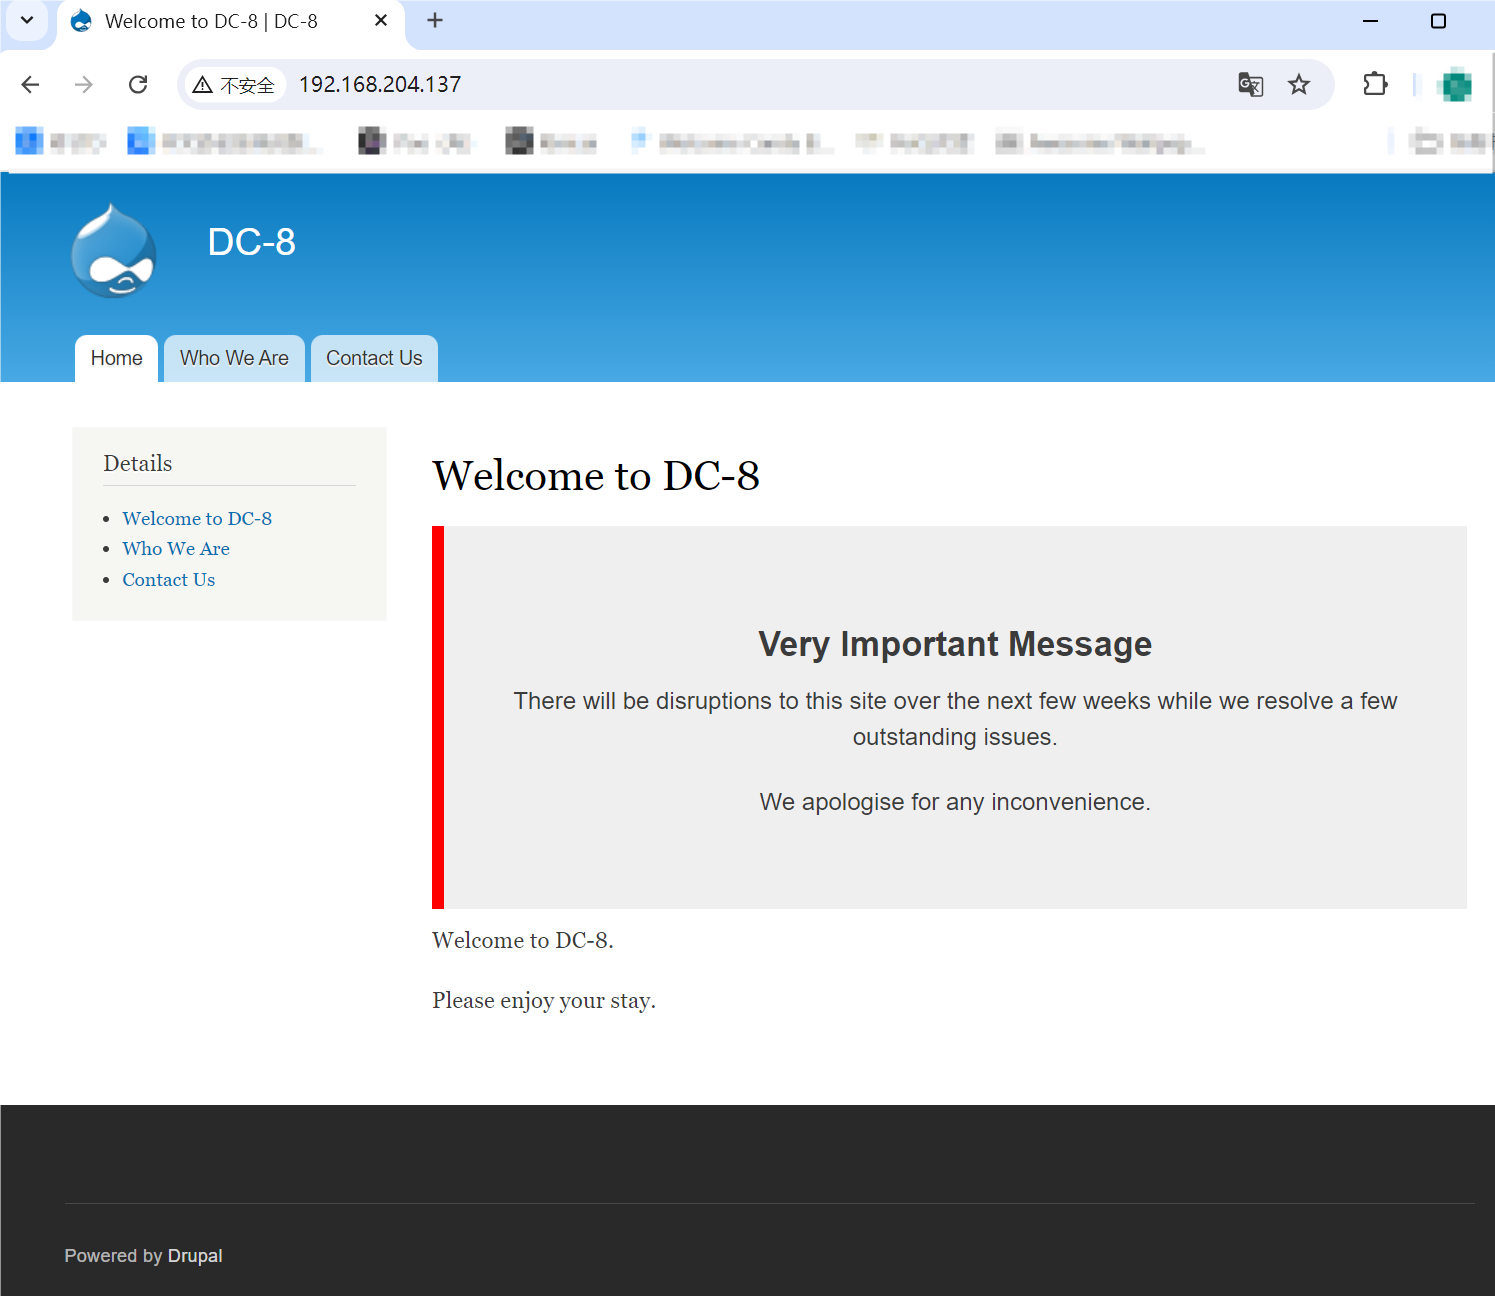 Welcome to DC-8 | DC-8
不安全
192.168.204.137
DC-8
Home
Who We Are
Contact Us
Details
Welcome to DC-8
Who We Are
Contact Us
Welcome to DC-8
Very Important Message
There will be disruptions to this site over the next few weeks while we resolve a few
outstanding issues.
We apologise for any inconvenience.
Welcome to DC-8.
Please enjoy your stay.
Powered by Drupal